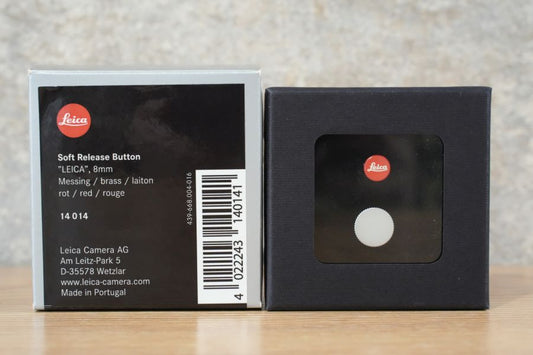 Leica
Soft Release Button
"LEICA", 8mm
Messing / brass / laiton
rot / red / rouge
14 014
Leica Camera AG
Am Leitz-Park 5
D-35578 Wetzlar
www.leica-camera.com
Made in Portugal
439-668.004-016
4 022243 140141
Leica